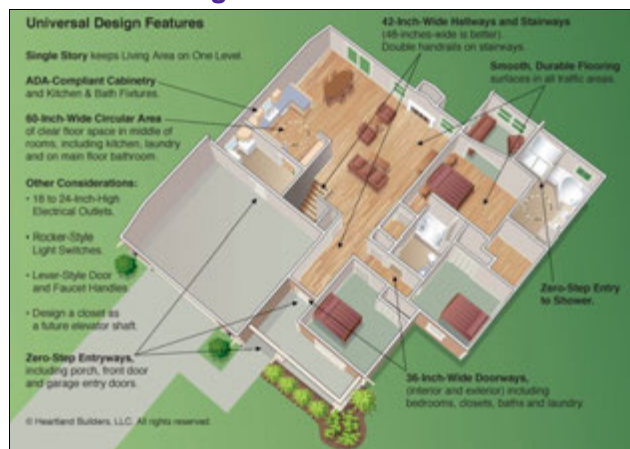 Universal Design Features
Single Story keeps Living Area on One Level.
ADA-Compliant Cabinetry
and Kitchen & Bath Fixtures.
60-Inch-Wide Circular Area
of clear floor space in middle of
rooms, including kitchen, laundry
and on main floor bathroom.
Other Considerations:
• 18 to 24-Inch-High
Electrical Outlets.
• Rocker-Style
Light Switches.
• Lever-Style Door
and Faucet Handles.
• Design a closet as
a future elevator shaft.
Zero-Step Entryways,
including porch, front door
and garage entry doors.
© Heartland Builders, LLC. All rights reserved.
42-Inch-Wide Hallways and Stairways
(48-inches-wide is better).
Double handrails on stairways.
Smooth, Durable Flooring
surfaces in all traffic areas.
Zero-Step Entry
to Shower.
36-Inch-Wide Doorways,
(interior and exterior) including
bedrooms, closets, baths and laundry.